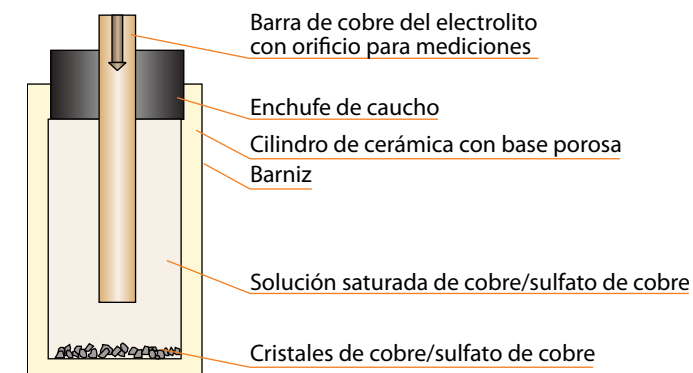 Barra de cobre del electrolito
con orificio para mediciones
Enchufe de caucho
Cilindro de cerámica con base porosa
Barniz
Solución saturada de cobre/sulfato de cobre
Cristales de cobre/sulfato de cobre